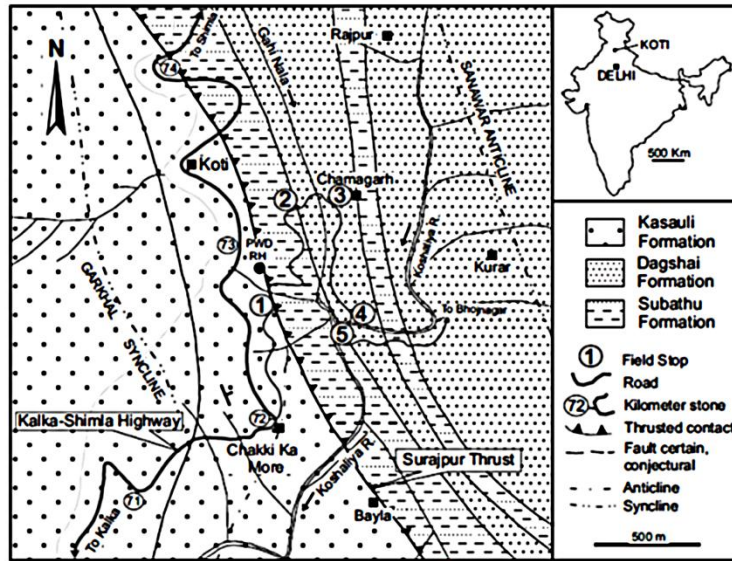 N
To Shimla
74
Gahi Nala
Rajpur
SANAWAR ANTICLINE
Koti
2
3
Chamagarh
Koshaliya R.
73
PWD
RH
Kurar
GARKHAL
SYNCLINE
1
4
5
To Bhojnagar
72
Kalka-Shimla Highway
Chakki Ka
More
Koshaliya R.
Surajpur Thrust
Bayla
71
To Kalka
KOTI
DELHI
500 Km
Kasauli
Formation
Dagshai
Formation
Subathu
Formation
1 Field Stop
Road
72 Kilometer stone
Thrusted contact
Fault certain,
conjectural
Anticline
Syncline
500 m